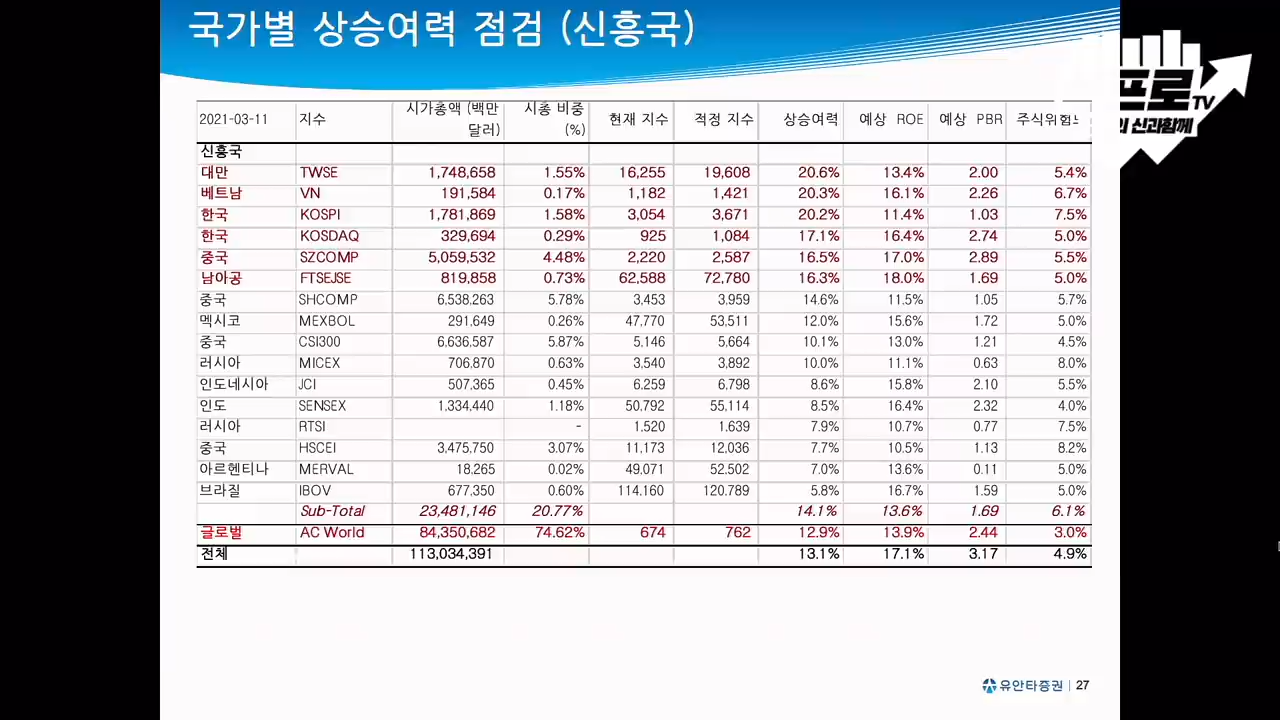 국가별 상승여력 점검 (신흥국)
프로TV
의 신과함께
2021-03-11 지수 시가총액 (백만달러) 시총 비중 (%) 현재 지수 적정 지수 상승여력 예상 ROE 예상 PBR 주식위험
신흥국
대만 TWSE 1,748,658 1.55% 16,255 19,608 20.6% 13.4% 2.00 5.4%
베트남 VN 191,584 0.17% 1,182 1,421 20.3% 16.1% 2.26 6.7%
한국 KOSPI 1,781,869 1.58% 3,054 3,671 20.2% 11.4% 1.03 7.5%
한국 KOSDAQ 329,694 0.29% 925 1,084 17.1% 16.4% 2.74 5.0%
중국 SZCOMP 5,059,532 4.48% 2,220 2,587 16.5% 17.0% 2.89 5.5%
남아공 FTSEJSE 819,858 0.73% 62,588 72,780 16.3% 18.0% 1.69 5.0%
중국 SHCOMP 6,538,263 5.78% 3,453 3,959 14.6% 11.5% 1.05 5.7%
멕시코 MEXBOL 291,649 0.26% 47,770 53,511 12.0% 15.6% 1.72 5.0%
중국 CSI300 6,636,587 5.87% 5,146 5,664 10.1% 13.0% 1.21 4.5%
러시아 MICEX 706,870 0.63% 3,540 3,892 10.0% 11.1% 0.63 8.0%
인도네시아 JCI 507,365 0.45% 6,259 6,798 8.6% 15.8% 2.10 5.5%
인도 SENSEX 1,334,440 1.18% 50,792 55,114 8.5% 16.4% 2.32 4.0%
러시아 RTSI - 1,520 1,639 7.9% 10.7% 0.77 7.5%
중국 HSCEI 3,475,750 3.07% 11,173 12,036 7.7% 10.5% 1.13 8.2%
아르헨티나 MERVAL 18,265 0.02% 49,071 52,502 7.0% 13.6% 0.11 5.0%
브라질 IBOV 677,350 0.60% 114,160 120,789 5.8% 16.7% 1.59 5.0%
Sub-Total 23,481,146 20.77% 14.1% 13.6% 1.69 6.1%
글로벌 AC World 84,350,682 74.62% 674 762 12.9% 13.9% 2.44 3.0%
전체 113,034,391 13.1% 17.1% 3.17 4.9%
유안타증권 | 27